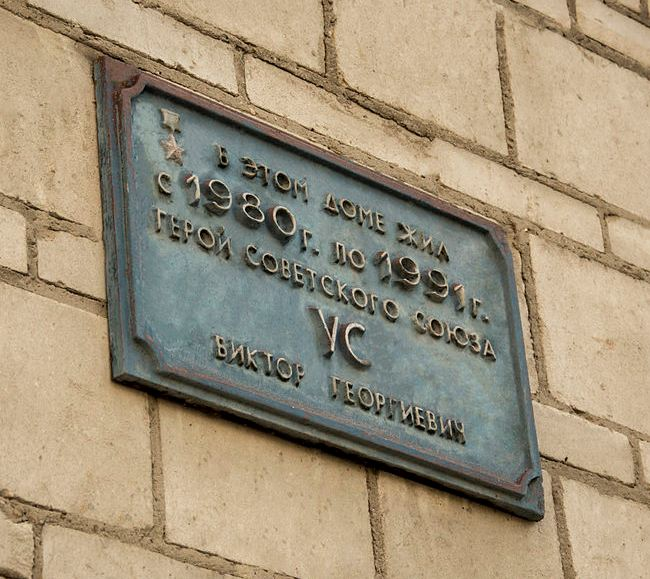 В ЭТОМ ДОМЕ ЖИЛ
С 1980 Г. ПО 1991 Г.
ГЕРОЙ СОВЕТСКОГО СОЮЗА
УС
ВИКТОР ГЕОРГИЕВИЧ